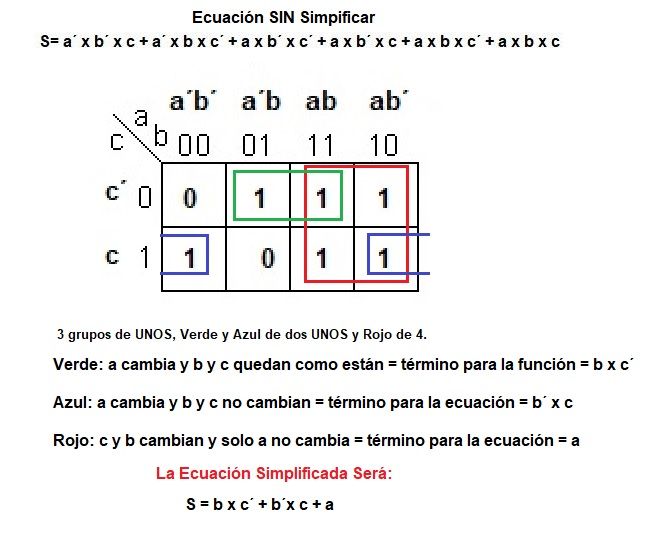 Ecuación SIN Simpificar
S= a´ x b´ x c + a´ x b x c´ + a x b´ x c´ + a x b´ x c + a x b x c´ + a x b x c
a´b´ a´b ab ab´
a
c b 00 01 11 10
c´ 0 0 1 1 1
c 1 1 0 1 1
3 grupos de UNOS, Verde y Azul de dos UNOS y Rojo de 4.
Verde: a cambia y b y c quedan como están = término para la función = b x c´
Azul: a cambia y b y c no cambian = término para la ecuación = b´ x c
Rojo: c y b cambian y solo a no cambia = término para la ecuación = a
La Ecuación Simplificada Será:
S = b x c´ + b´x c + a